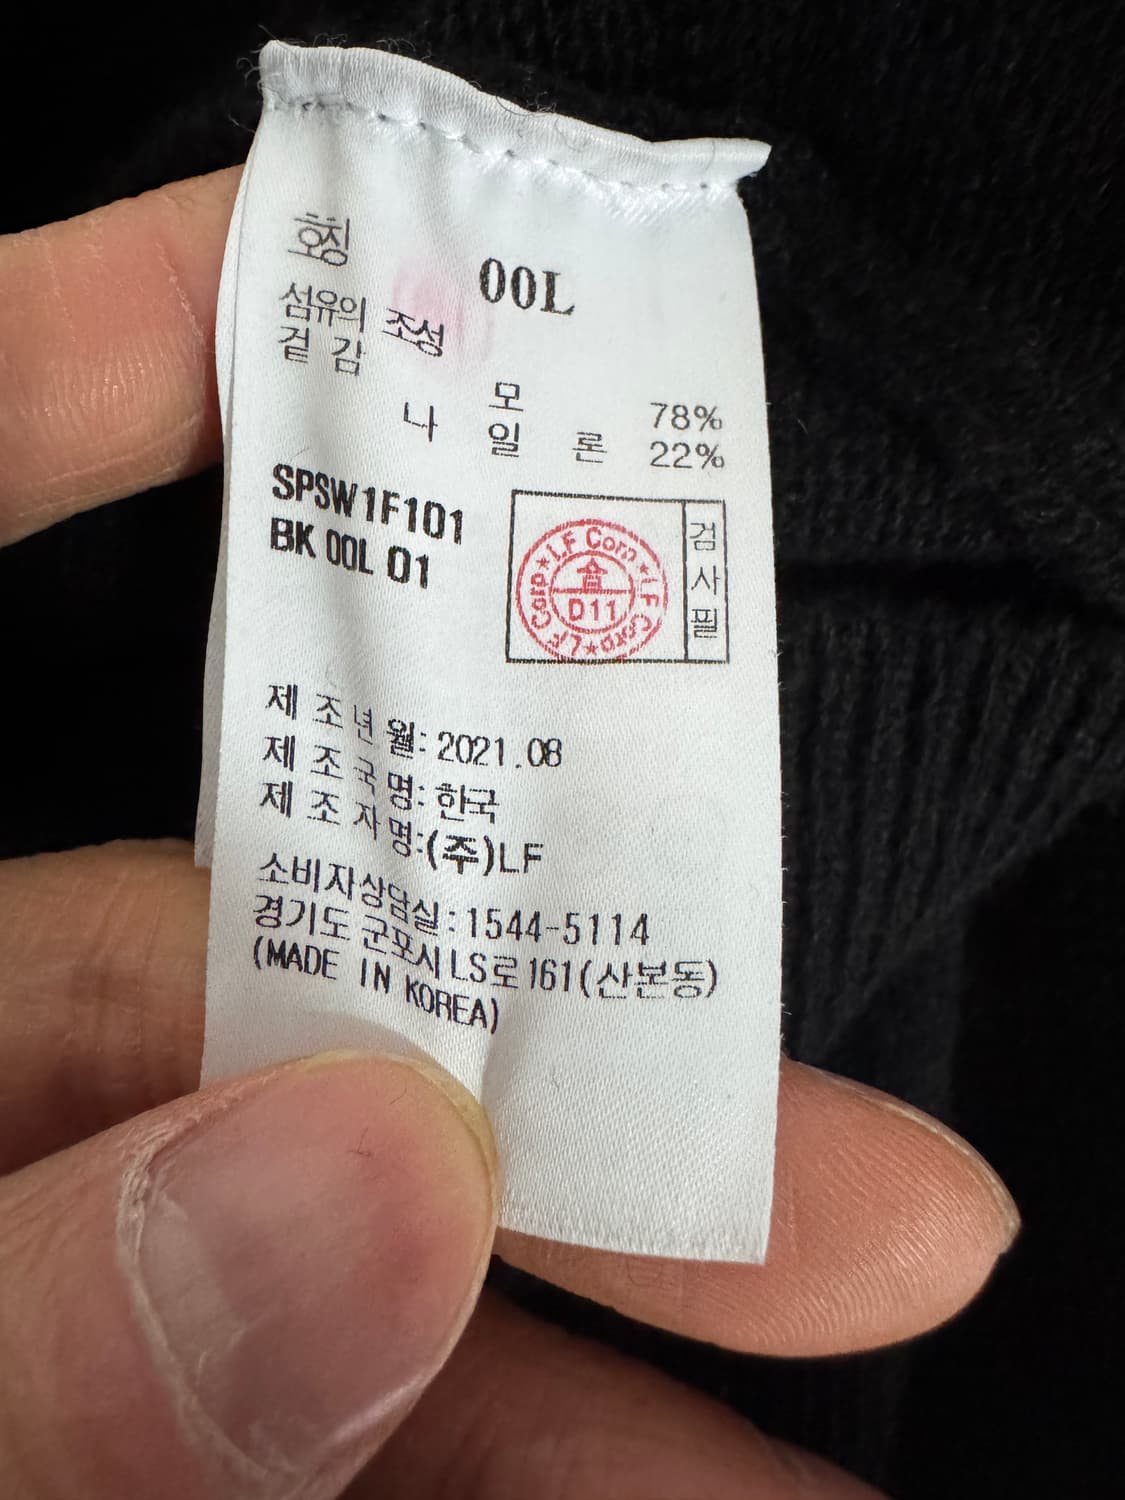 호칭 00L
섬유의 조성
겉 감
모 78%
나 일 론 22%
SPSW1F101
BK 00L 01
LF Corp★LF Corp★LF Corp★
D11
검사필
제 조 년 월: 2021.08
제 조 국 명: 한국
제 조 자 명:(주)LF
소비자상담실:1544-5114
경기도 군포시 LS로 161(산본동)
(MADE IN KOREA)